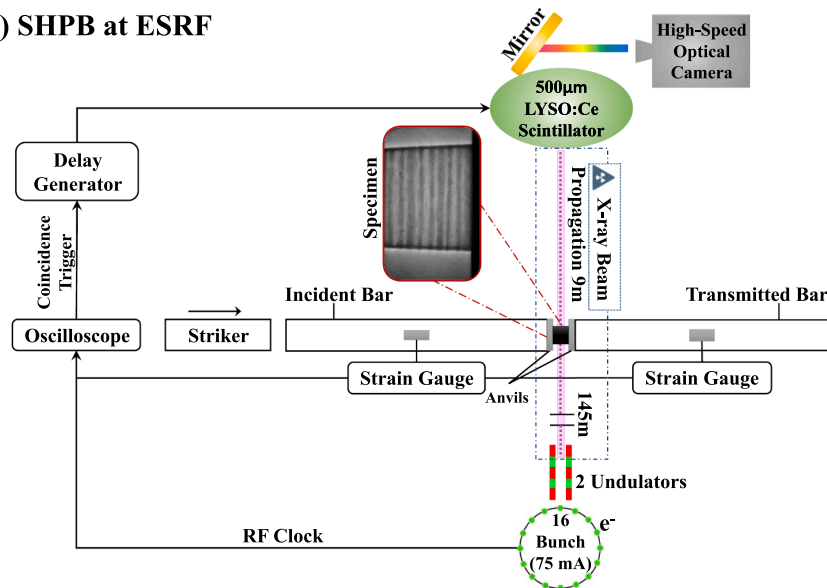 ) SHPB at ESRF
Mirror
High-Speed
Optical
Camera
500μm
LYSO:Ce
Scintillator
Delay
Generator
Specimen
X-ray Beam
Propagation 9m
Coincidence
Trigger
Incident Bar
Transmitted Bar
Oscilloscope
Striker
Strain Gauge
Strain Gauge
Anvils
145m
2 Undulators
16
Bunch
(75 mA)
e-
RF Clock